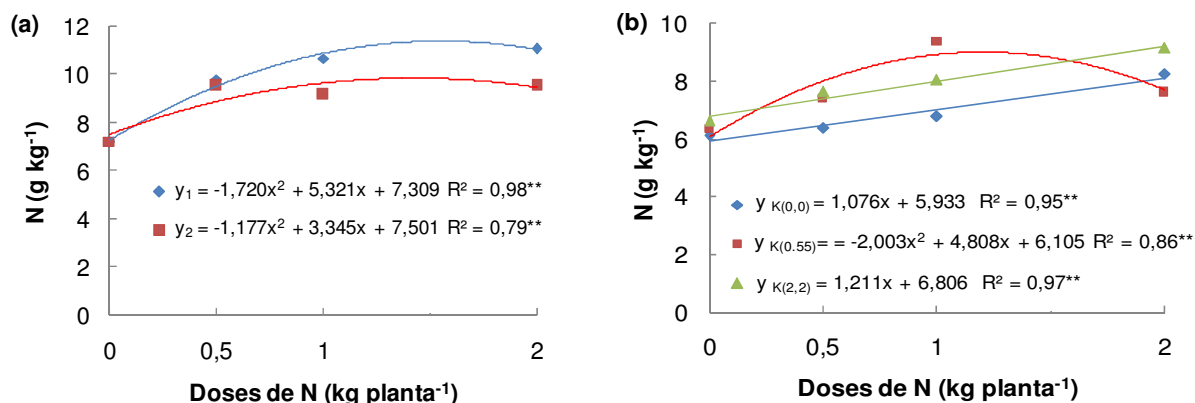 (a)
12
10
8
6
4
2
0
N (g kg⁻¹)
y₁ = -1,720x² + 5,321x + 7,309 R² = 0,98**
y₂ = -1,177x² + 3,345x + 7,501 R² = 0,79**
0 0,5 1 2
Doses de N (kg planta⁻¹)
(b)
10
8
6
4
2
0
N (g kg⁻¹)
y K(0,0) = 1,076x + 5,933 R² = 0,95**
y K(0.55) = = -2,003x² + 4,808x + 6,105 R² = 0,86**
y K(2,2) = 1,211x + 6,806 R² = 0,97**
0 0,5 1 2
Doses de N (kg planta⁻¹)